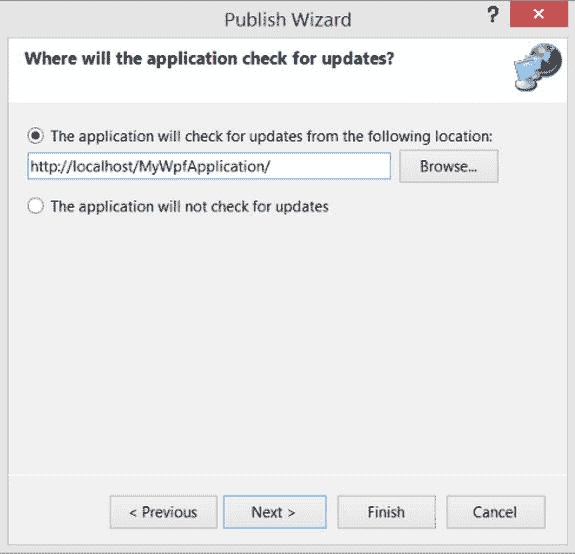 Publish Wizard
?
Where will the application check for updates?
The application will check for updates from the following location:
http://localhost/MyWpfApplication/
Browse...
The application will not check for updates
< Previous
Next >
Finish
Cancel